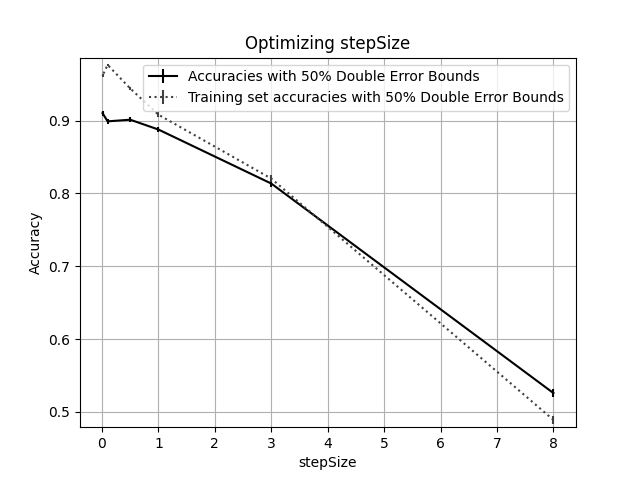 Optimizing stepSize
Accuracies with 50% Double Error Bounds
Training set accuracies with 50% Double Error Bounds
Accuracy
0.9
0.8
0.7
0.6
0.5
0 1 2 3 4 5 6 7 8
stepSize